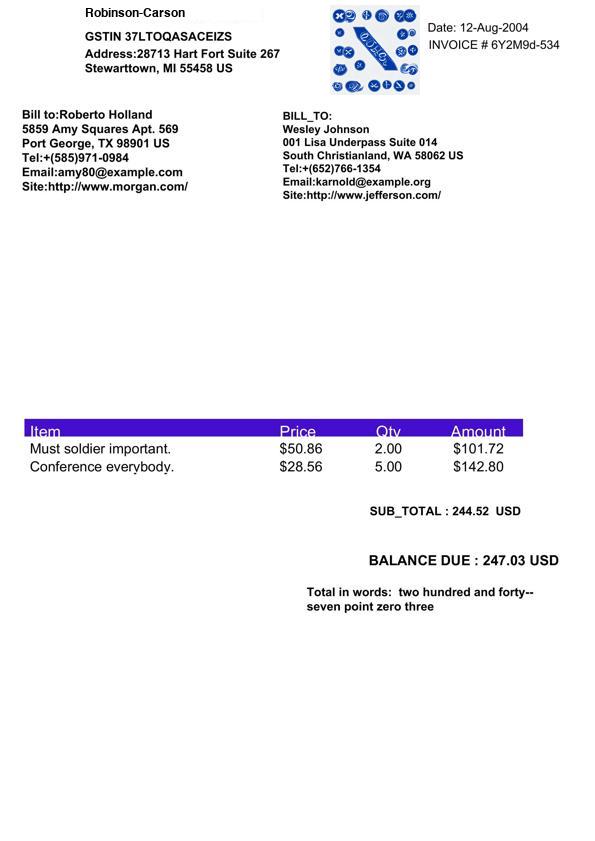 Robinson-Carson
GSTIN 37LTOQASACEIZS
Address:28713 Hart Fort Suite 267
Stewarttown, MI 55458 US
Date: 12-Aug-2004
INVOICE # 6Y2M9d-534
Bill to:Roberto Holland
5859 Amy Squares Apt. 569
Port George, TX 98901 US
Tel:+(585)971-0984
Email:amy80@example.com
Site:http://www.morgan.com/
BILL_TO:
Wesley Johnson
001 Lisa Underpass Suite 014
South Christianland, WA 58062 US
Tel:+(652)766-1354
Email:karnold@example.org
Site:http://www.jefferson.com/
Item Price Qty Amount
Must soldier important. $50.86 2.00 $101.72
Conference everybody. $28.56 5.00 $142.80
SUB_TOTAL : 244.52 USD
BALANCE DUE : 247.03 USD
Total in words: two hundred and forty--
seven point zero three